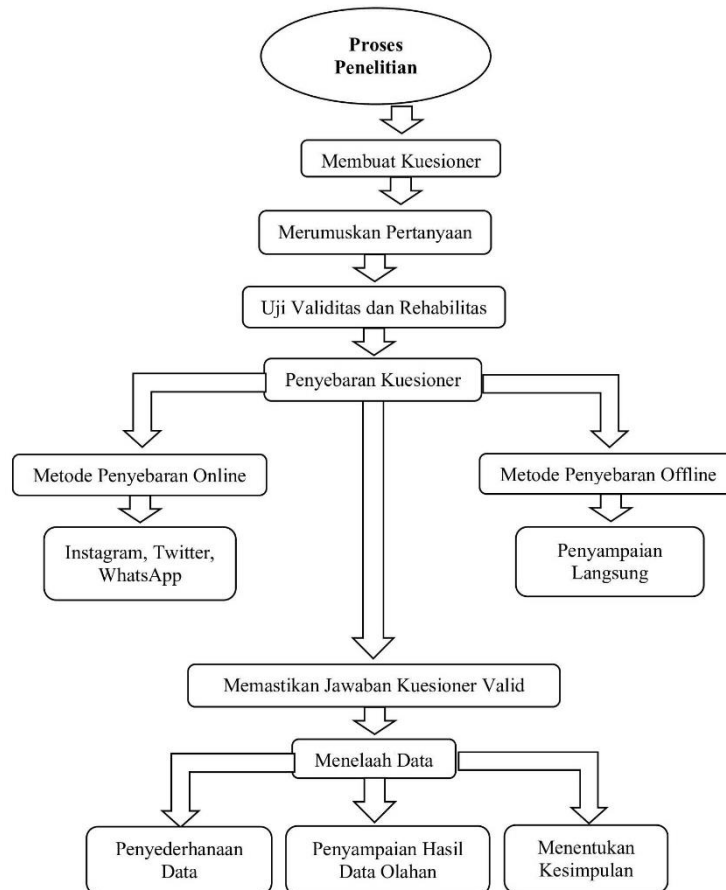 Proses
Penelitian
Membuat Kuesioner
Merumuskan Pertanyaan
Uji Validitas dan Rehabilitas
Penyebaran Kuesioner
Metode Penyebaran Online
Metode Penyebaran Offline
Instagram, Twitter,
WhatsApp
Penyampaian
Langsung
Memastikan Jawaban Kuesioner Valid
Menelaah Data
Penyederhanaan
Data
Penyampaian Hasil
Data Olahan
Menentukan
Kesimpulan